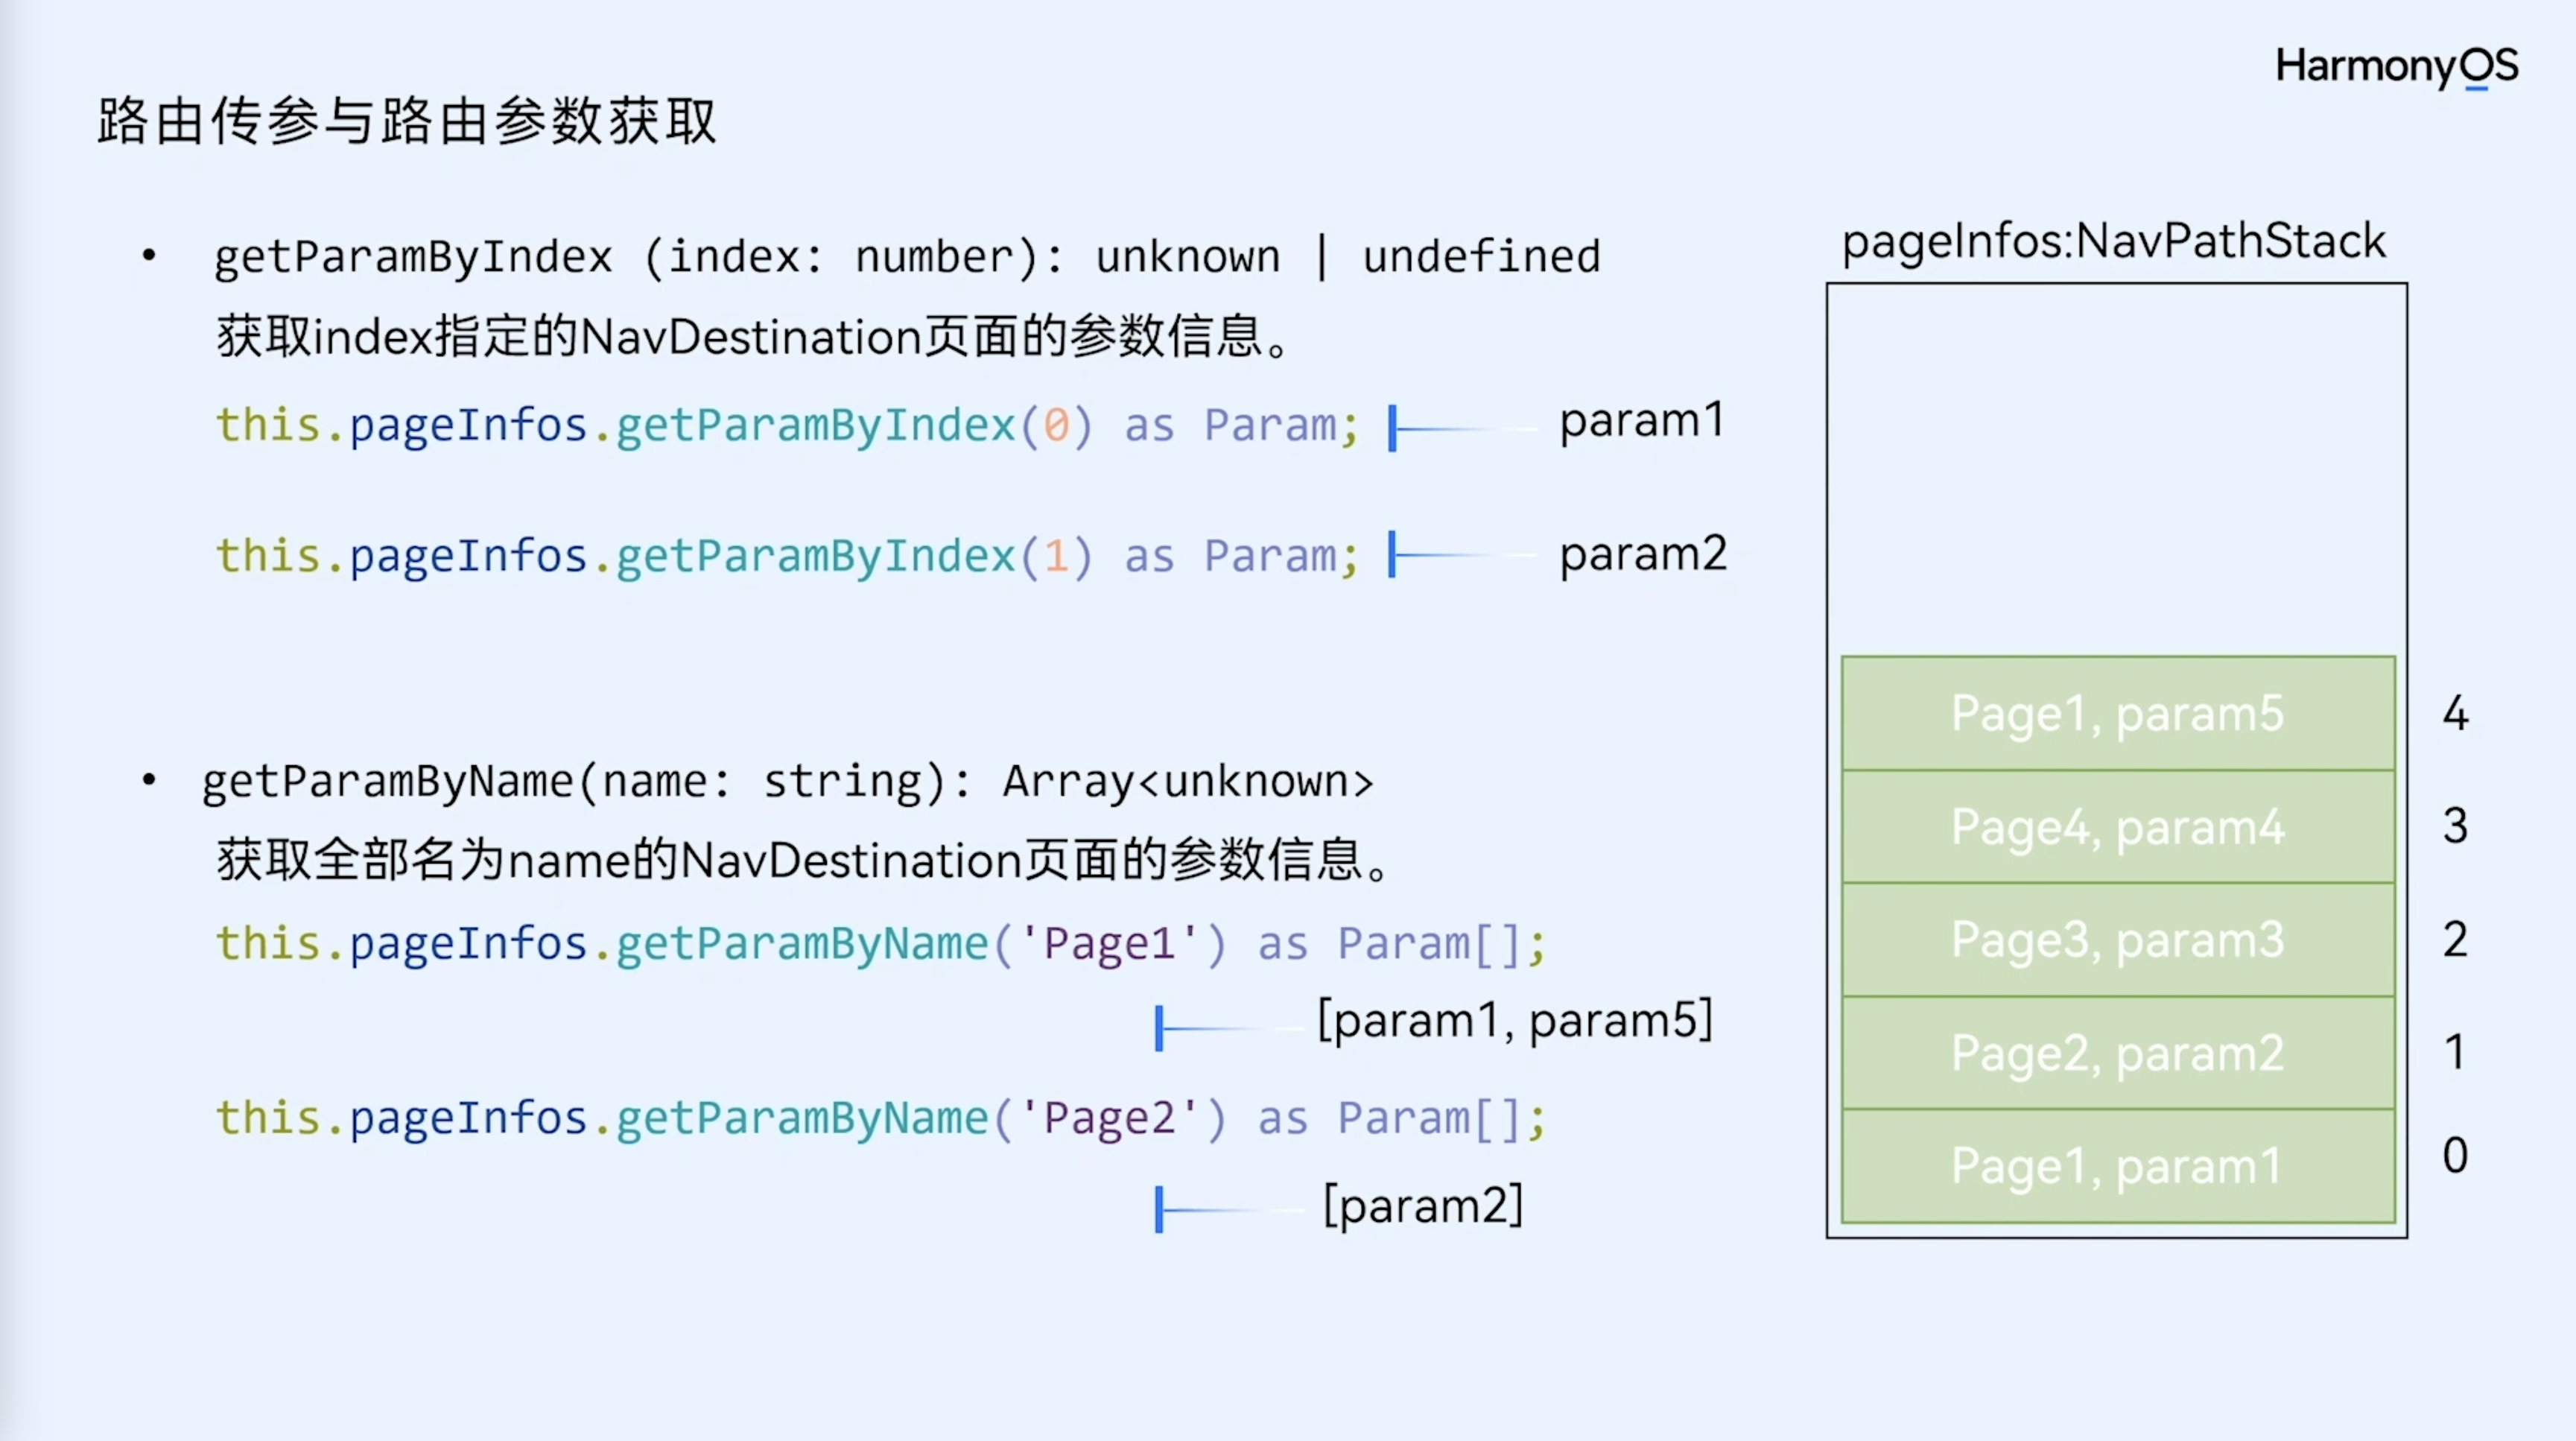 HarmonyOS
路由传参与路由参数获取
• getParamByIndex (index: number): unknown | undefined
获取index指定的NavDestination页面的参数信息。
this.pageInfos.getParamByIndex(0) as Param;
param1
this.pageInfos.getParamByIndex(1) as Param;
param2
• getParamByName(name: string): Array<unknown>
获取全部名为name的NavDestination页面的参数信息。
this.pageInfos.getParamByName('Page1') as Param[];
[param1, param5]
this.pageInfos.getParamByName('Page2') as Param[];
[param2]
pageInfos:NavPathStack
Page1, param5 4
Page4, param4 3
Page3, param3 2
Page2, param2 1
Page1, param1 0